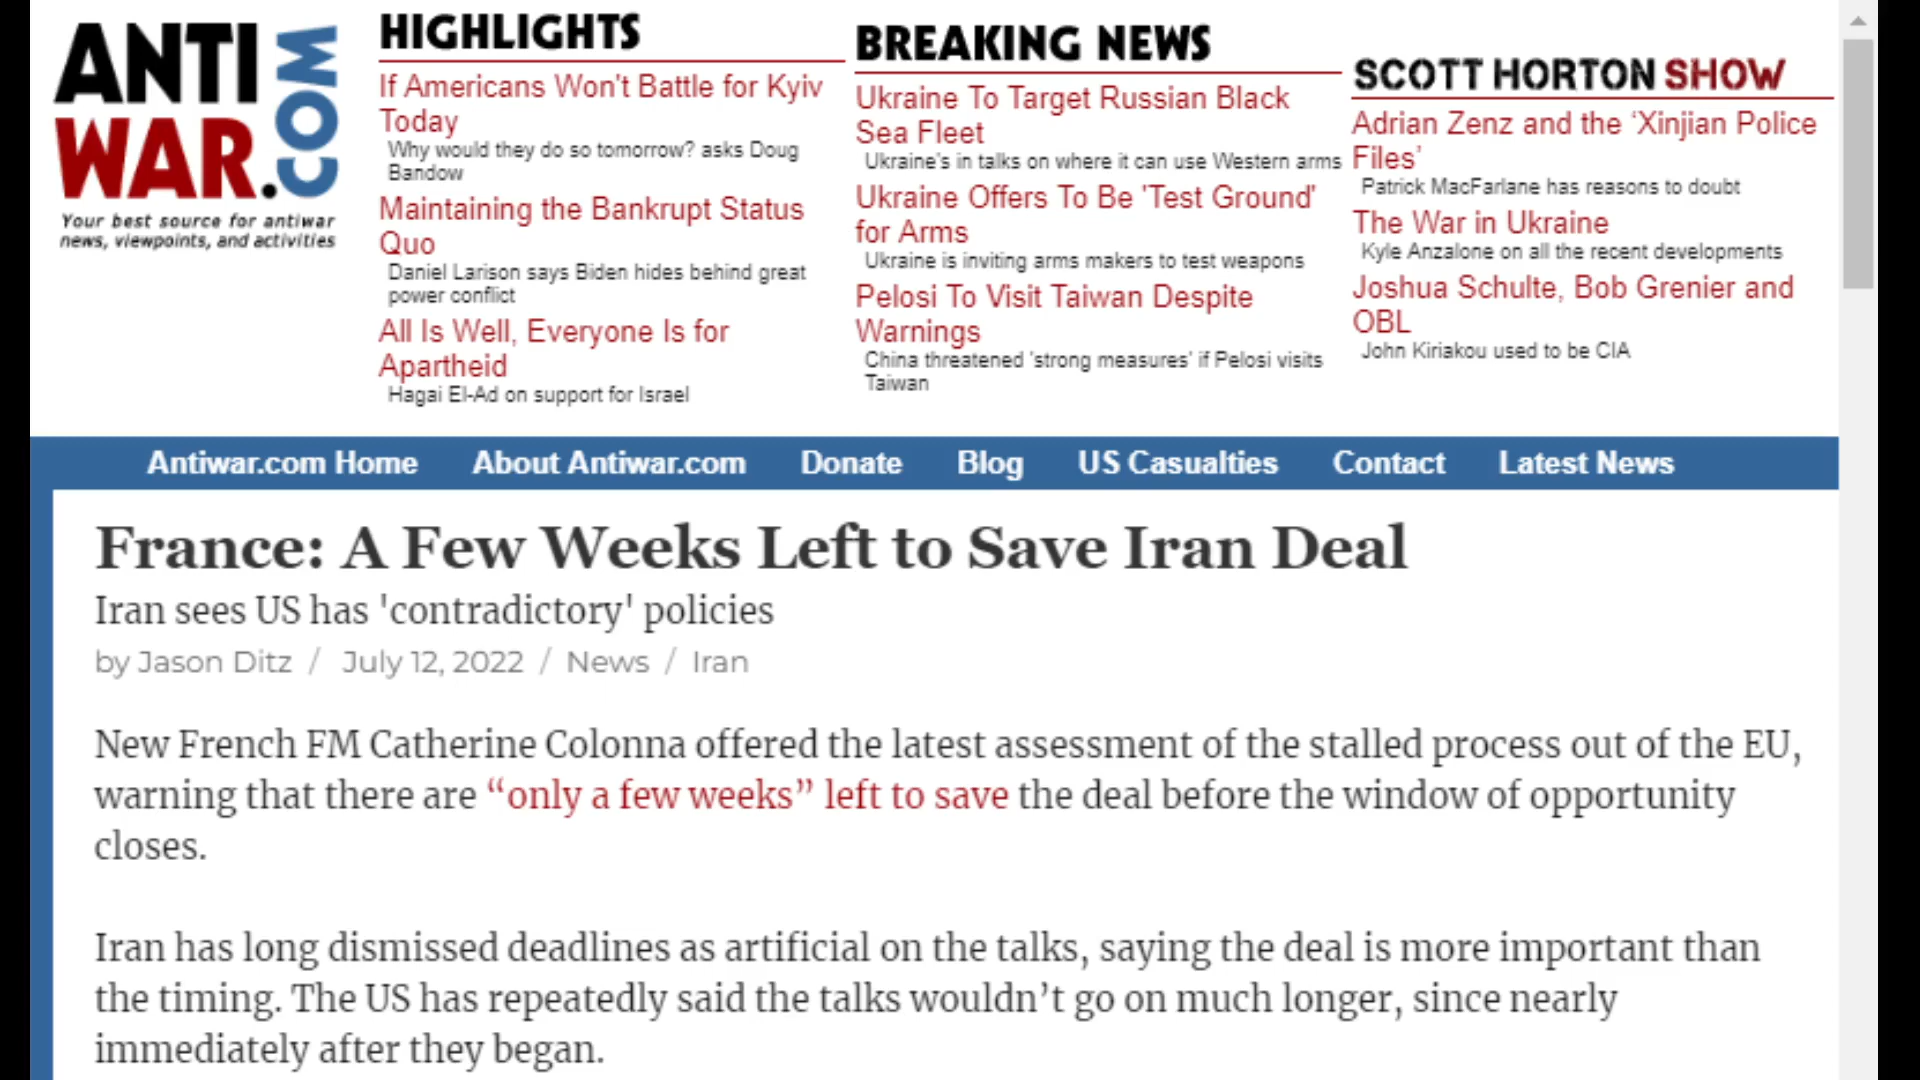 ANTI
WAR.COM
Your best source for antiwar
news, viewpoints, and activities
HIGHLIGHTS
If Americans Won't Battle for Kyiv
Today
Why would they do so tomorrow? asks Doug
Bandow
Maintaining the Bankrupt Status
Quo
Daniel Larison says Biden hides behind great
power conflict
All Is Well, Everyone Is for
Apartheid
Hagai El-Ad on support for Israel
BREAKING NEWS
Ukraine To Target Russian Black
Sea Fleet
Ukraine's in talks on where it can use Western arms
Ukraine Offers To Be 'Test Ground'
for Arms
Ukraine is inviting arms makers to test weapons
Pelosi To Visit Taiwan Despite
Warnings
China threatened 'strong measures' if Pelosi visits
Taiwan
SCOTT HORTON SHOW
Adrian Zenz and the ‘Xinjian Police
Files’
Patrick MacFarlane has reasons to doubt
The War in Ukraine
Kyle Anzalone on all the recent developments
Joshua Schulte, Bob Grenier and
OBL
John Kiriakou used to be CIA
Antiwar.com Home About Antiwar.com Donate Blog US Casualties Contact Latest News
France: A Few Weeks Left to Save Iran Deal
Iran sees US has 'contradictory' policies
by Jason Ditz / July 12, 2022 / News / Iran
New French FM Catherine Colonna offered the latest assessment of the stalled process out of the EU,
warning that there are “only a few weeks” left to save the deal before the window of opportunity
closes.
Iran has long dismissed deadlines as artificial on the talks, saying the deal is more important than
the timing. The US has repeatedly said the talks wouldn’t go on much longer, since nearly
immediately after they began.